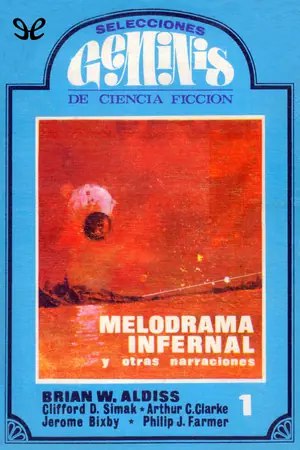 SELECCIONES
GéMiNiS
DE CIENCIA FICCION
MELODRAMA
INFERNAL
y otras narraciones
BRIAN W. ALDISS
Clifford D. Simak - Arthur C. Clarke
Jerome Bixby * Philip J. Farmer
1